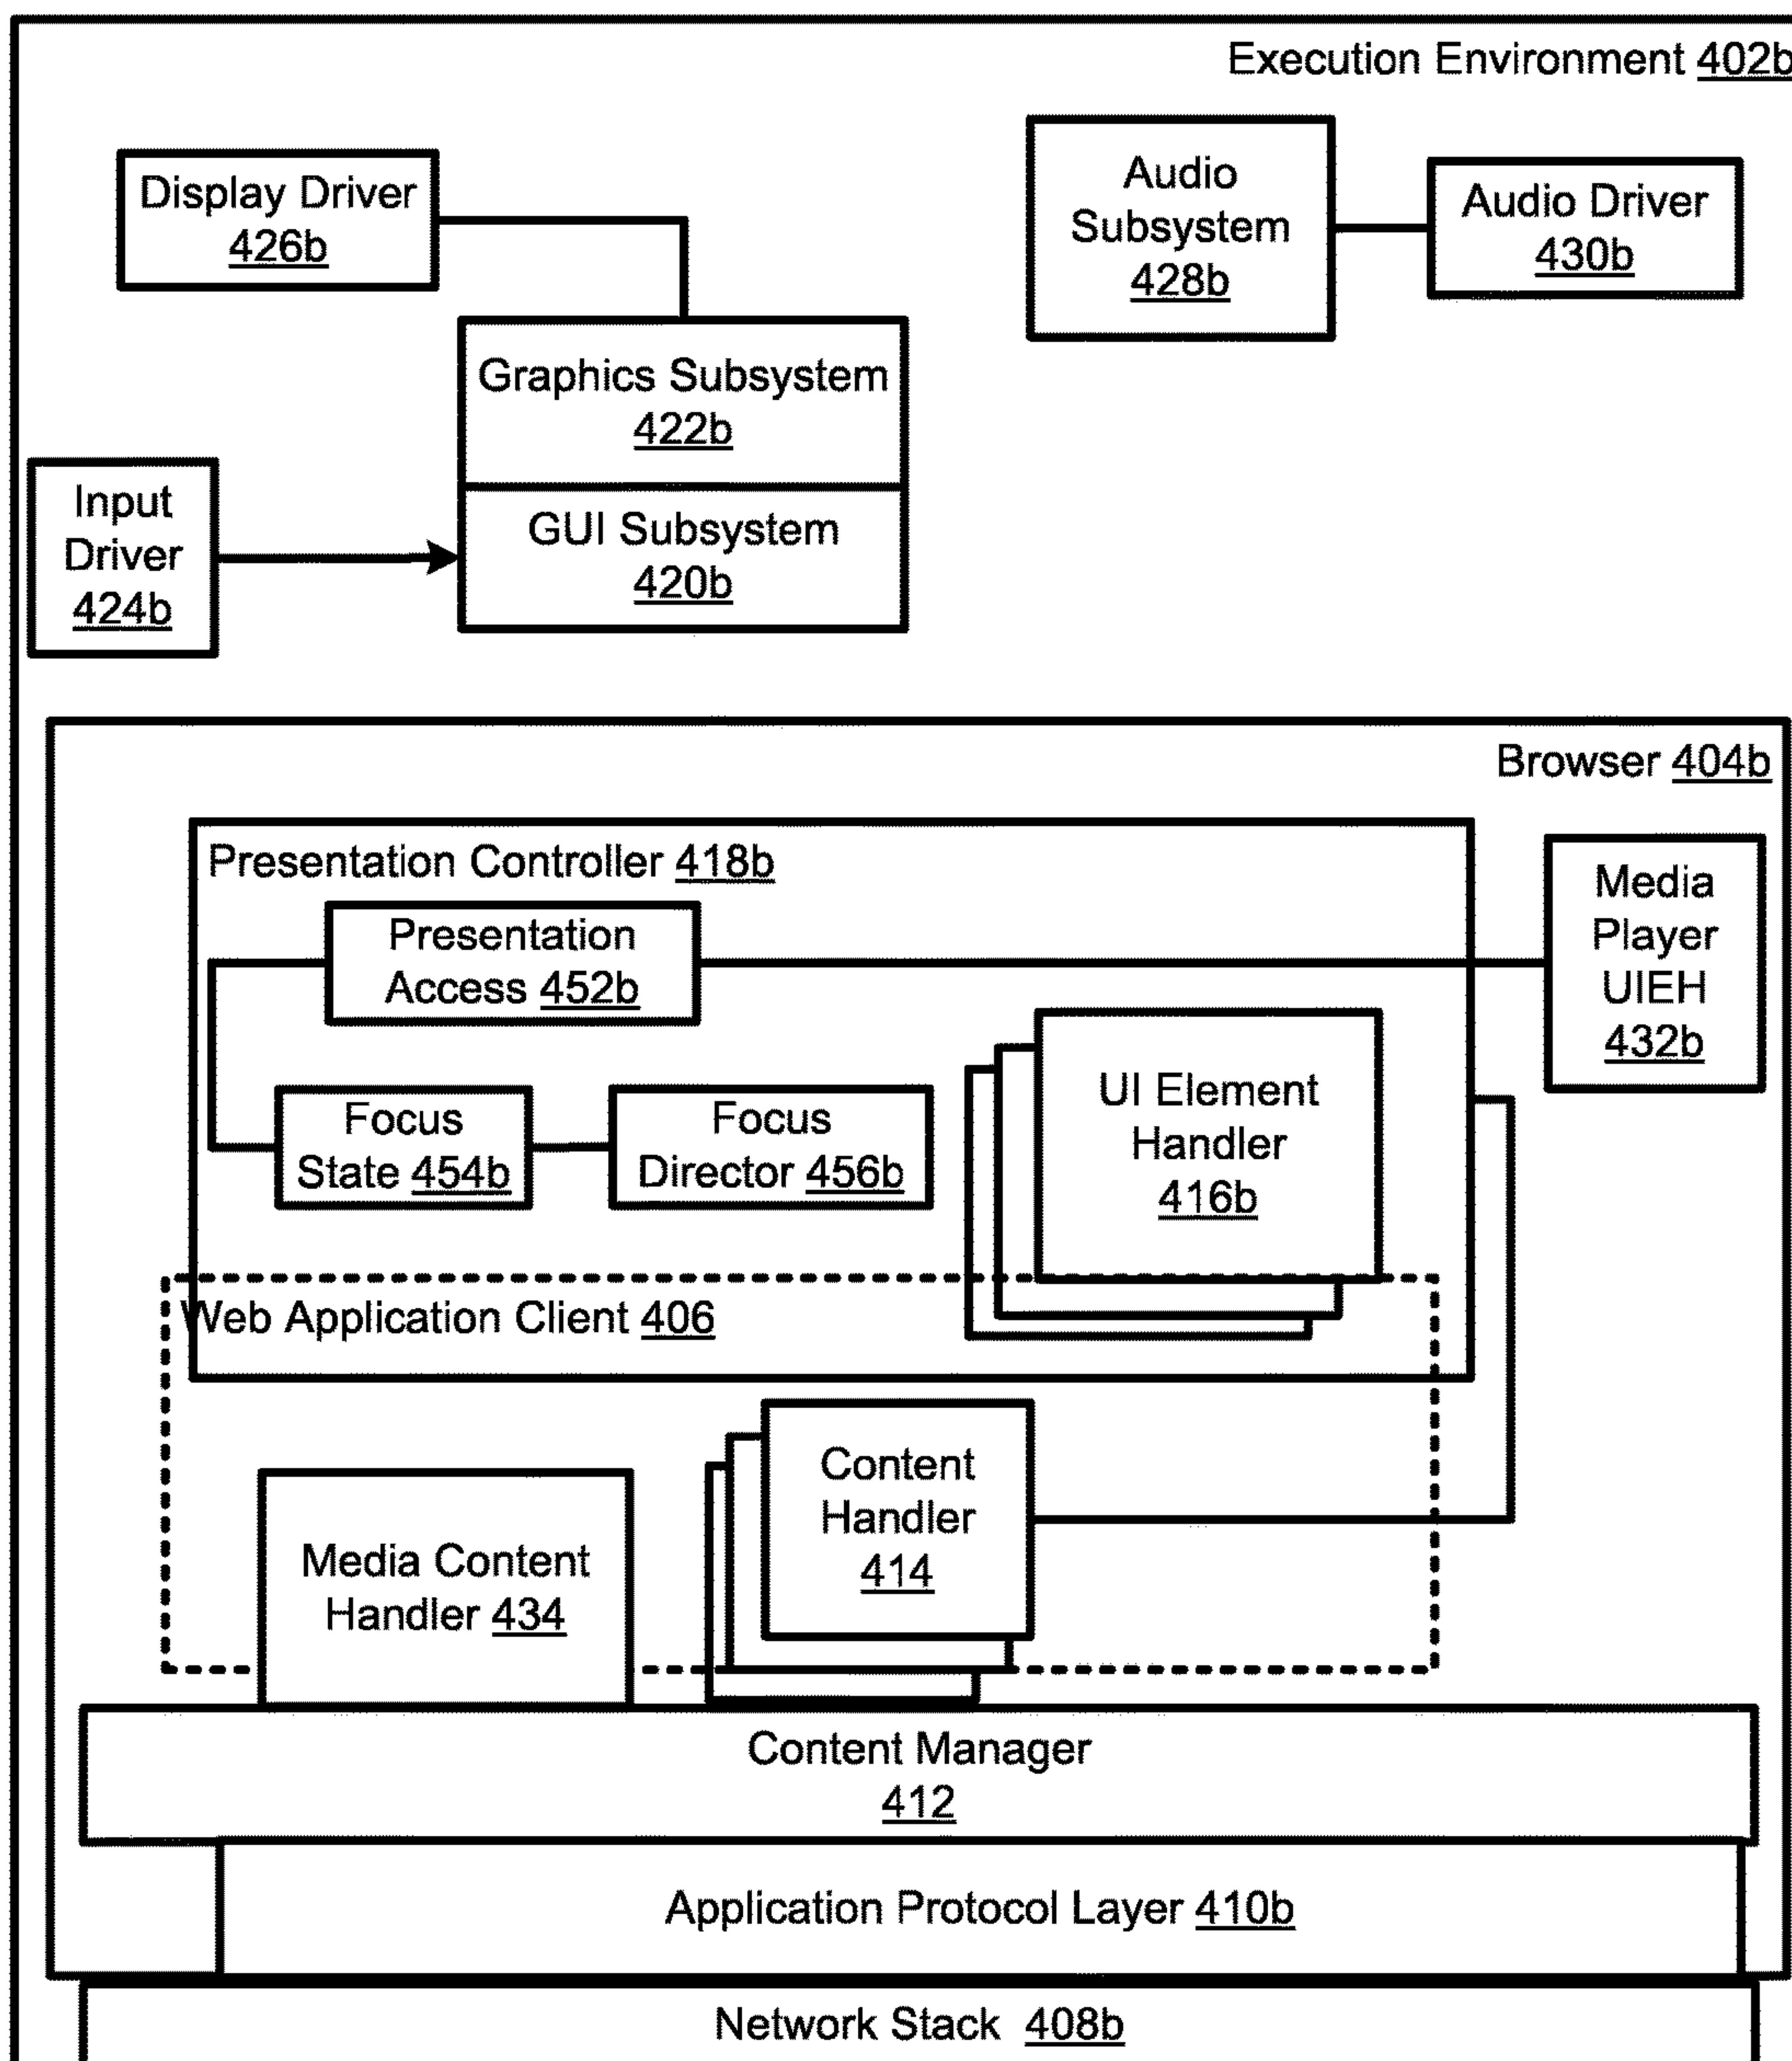 Execution Environment 402b
Display Driver
426b
Audio
Subsystem
428b
Audio Driver
430b
Graphics Subsystem
422b
Input
Driver
424b
GUI Subsystem
420b
Browser 404b
Presentation Controller 418b
Media
Player
UIEH
432b
Presentation
Access 452b
UI Element
Handler
416b
Focus
State 454b
Focus
Director 456b
Web Application Client 406
Content
Handler
414
Media Content
Handler 434
Content Manager
412
Application Protocol Layer 410b
Network Stack 408b